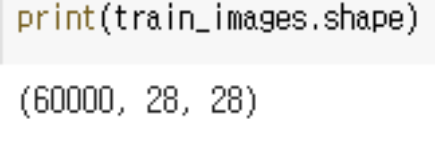 print(train_images.shape)
(60000, 28, 28)